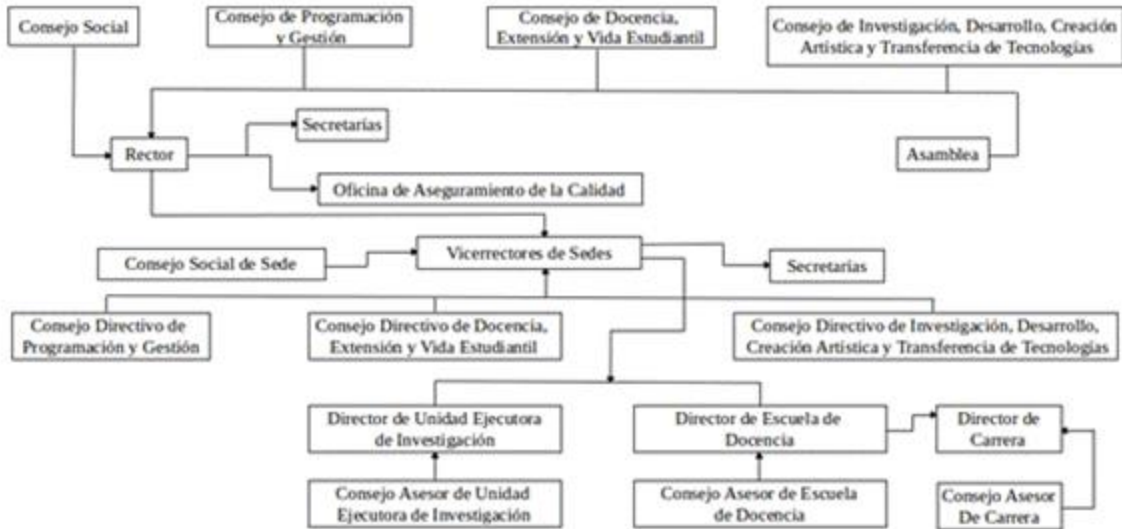 Consejo Social
Consejo de Programación
y Gestión
Consejo de Docencia,
Extensión y Vida Estudiantil
Consejo de Investigación, Desarrollo, Creación
Artística y Transferencia de Tecnologías
Secretarías
Rector
Asamblea
Oficina de Aseguramiento de la Calidad
Vicerrectores de Sedes
Consejo Social de Sede
Secretarías
Consejo Directivo de
Programación y Gestión
Consejo Directivo de Docencia,
Extensión y Vida Estudiantil
Consejo Directivo de Investigación, Desarrollo,
Creación Artística y Transferencia de Tecnologías
Director de Unidad Ejecutora
de Investigación
Director de Escuela de
Docencia
Director de
Carrera
Consejo Asesor de Unidad
Ejecutora de Investigación
Consejo Asesor de Escuela
de Docencia
Consejo Asesor
De Carrera